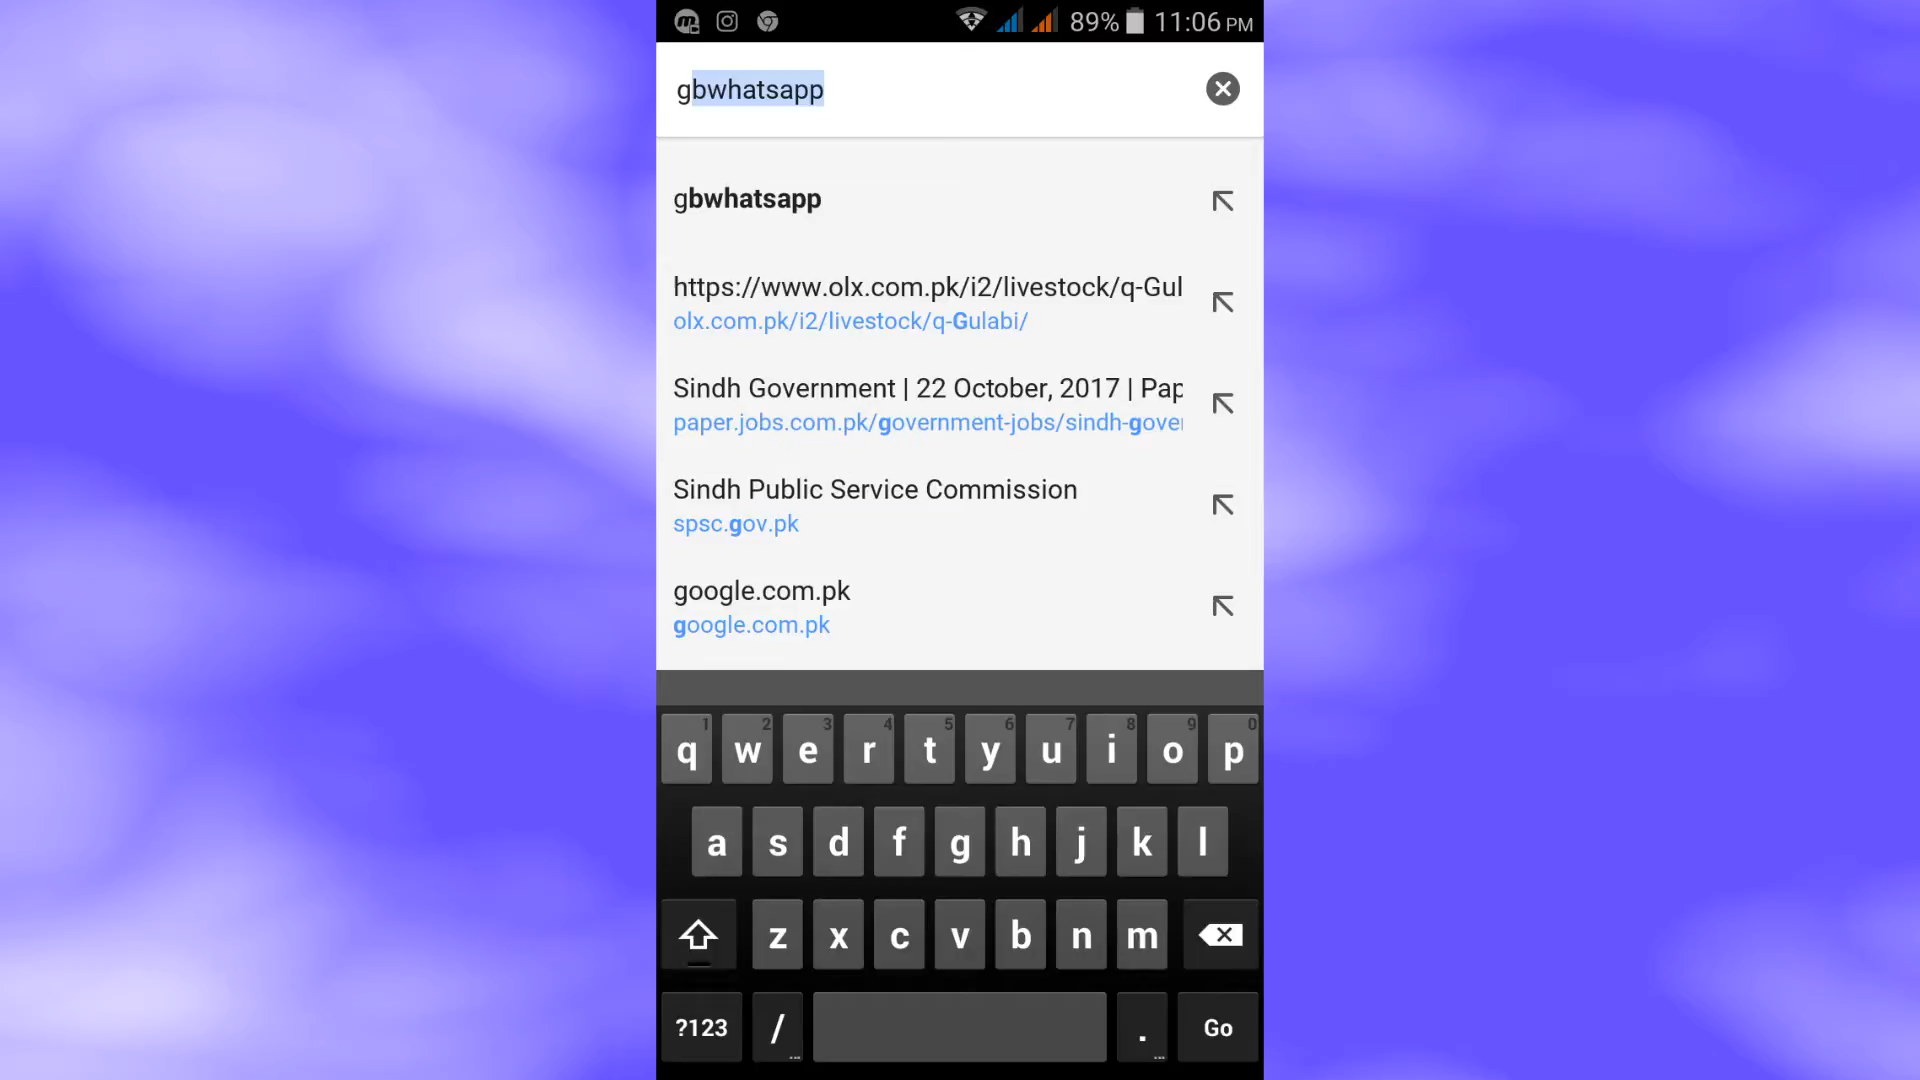 89% 11:06 PM
gbwhatsapp
gbwhatsapp
https://www.olx.com.pk/i2/livestock/q-Gul
olx.com.pk/i2/livestock/q-Gulabi/
Sindh Government | 22 October, 2017 | Pap
paper.jobs.com.pk/government-jobs/sindh-gover
Sindh Public Service Commission
spsc.gov.pk
google.com.pk
google.com.pk
1 2 3 4 5 6 7 8 9 0
q w e r t y u i o p
a s d f g h j k l
z x c v b n m
?123 / ... . ... Go